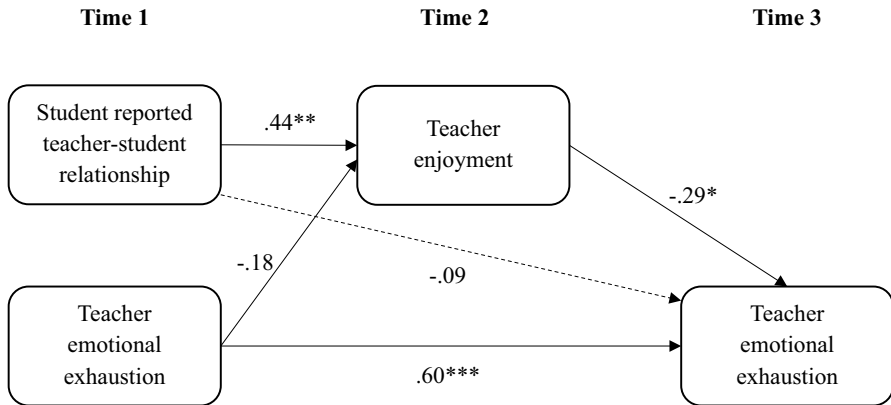 Time 1
Time 2
Time 3
Student reported
teacher-student
relationship
.44**
Teacher
enjoyment
-.29*
-.18
-.09
Teacher
emotional
exhaustion
.60***
Teacher
emotional
exhaustion